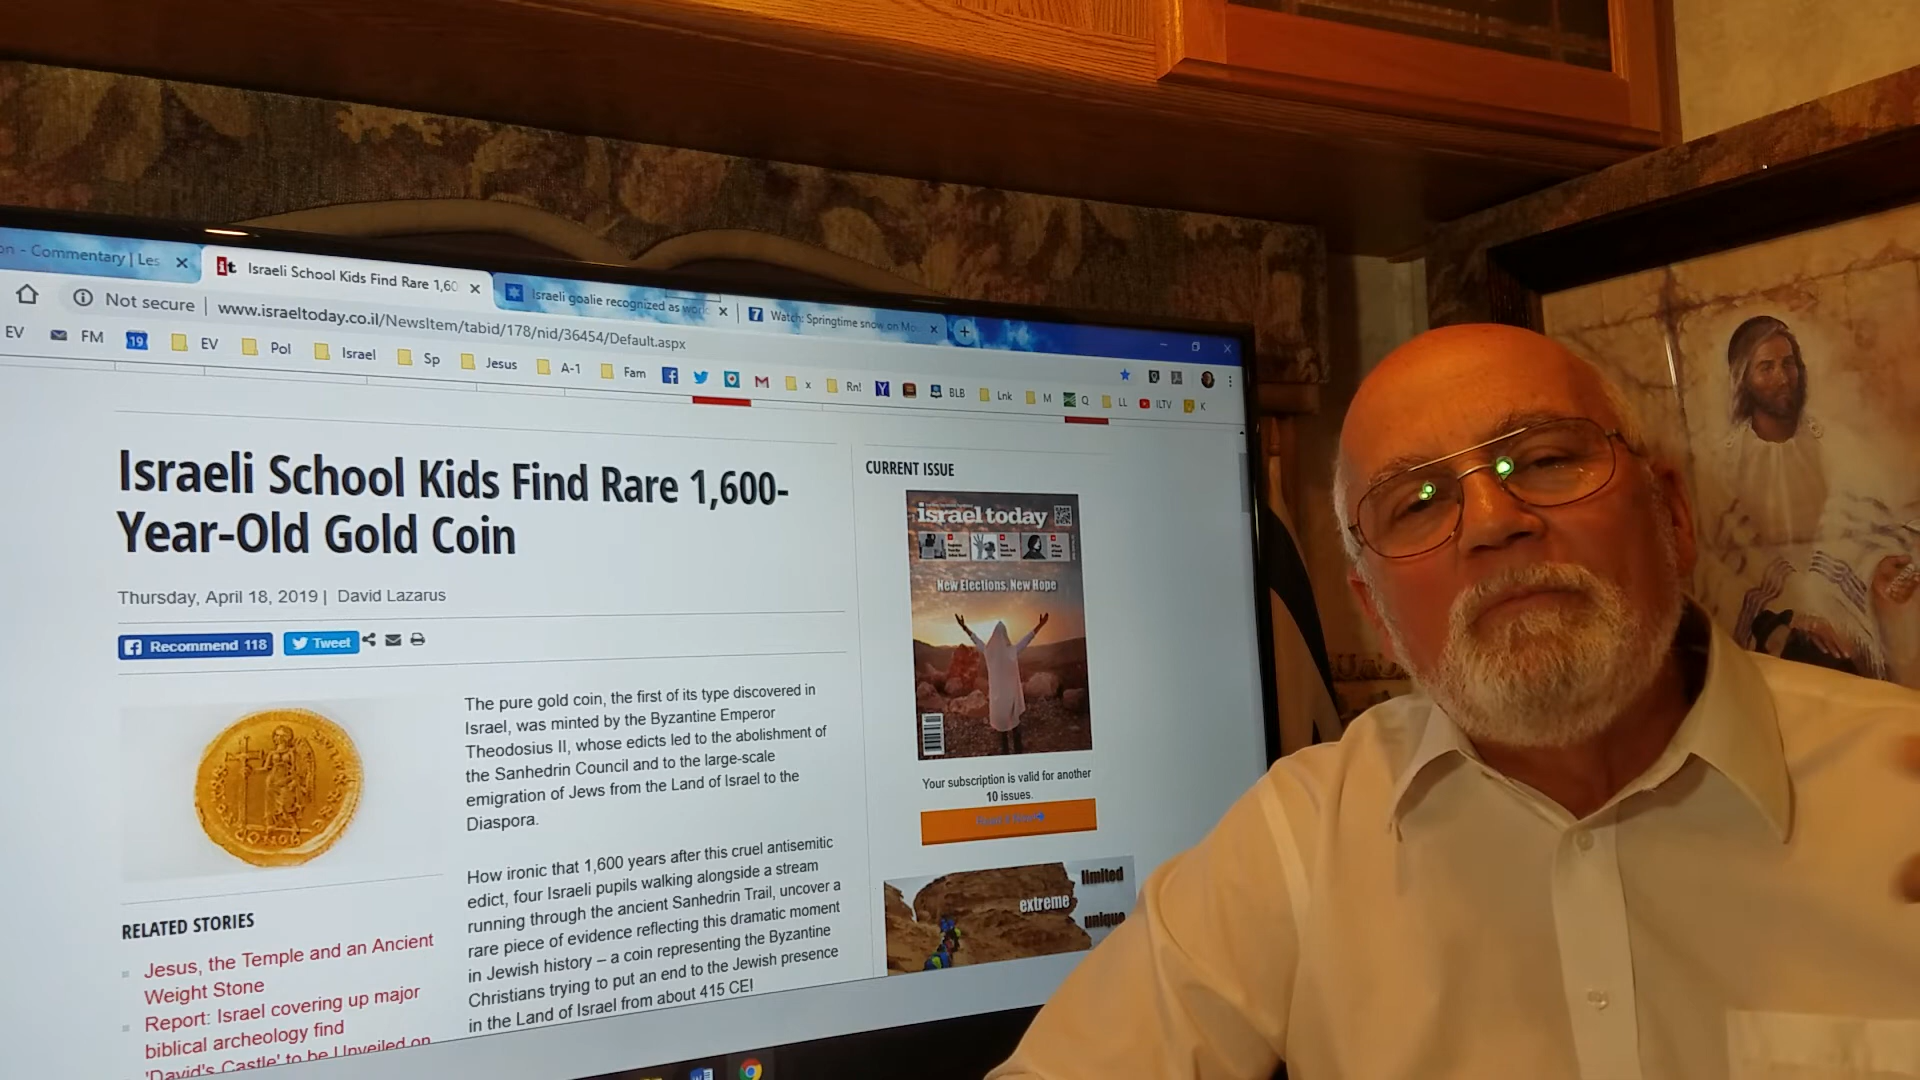 on - Commentary | Les
Israeli School Kids Find Rare 1,60
Israeli goalie recognized as wor
Watch: Springtime snow on Mo
Not secure | www.israeltoday.co.il/NewsItem/tabid/178/nid/36454/Default.aspx
EV FM 19 EV Pol Israel Sp Jesus A-1 Fam x Rn! BLB Lnk M Q LL ILTV K
Israeli School Kids Find Rare 1,600-
Year-Old Gold Coin
Thursday, April 18, 2019 | David Lazarus
Recommend 118 Tweet
The pure gold coin, the first of its type discovered in
Israel, was minted by the Byzantine Emperor
Theodosius II, whose edicts led to the abolishment of
the Sanhedrin Council and to the large-scale
emigration of Jews from the Land of Israel to the
Diaspora.
How ironic that 1,600 years after this cruel antisemitic
edict, four Israeli pupils walking alongside a stream
running through the ancient Sanhedrin Trail, uncover a
rare piece of evidence reflecting this dramatic moment
in Jewish history – a coin representing the Byzantine
Christians trying to put an end to the Jewish presence
in the Land of Israel from about 415 CE!
CONOB
RELATED STORIES
Jesus, the Temple and an Ancient
Weight Stone
Report: Israel covering up major
biblical archeology find
'David's Castle' to be Unveiled on
CURRENT ISSUE
israel today
New Elections, New Hope
Your subscription is valid for another
10 issues.
limited
extreme
unique